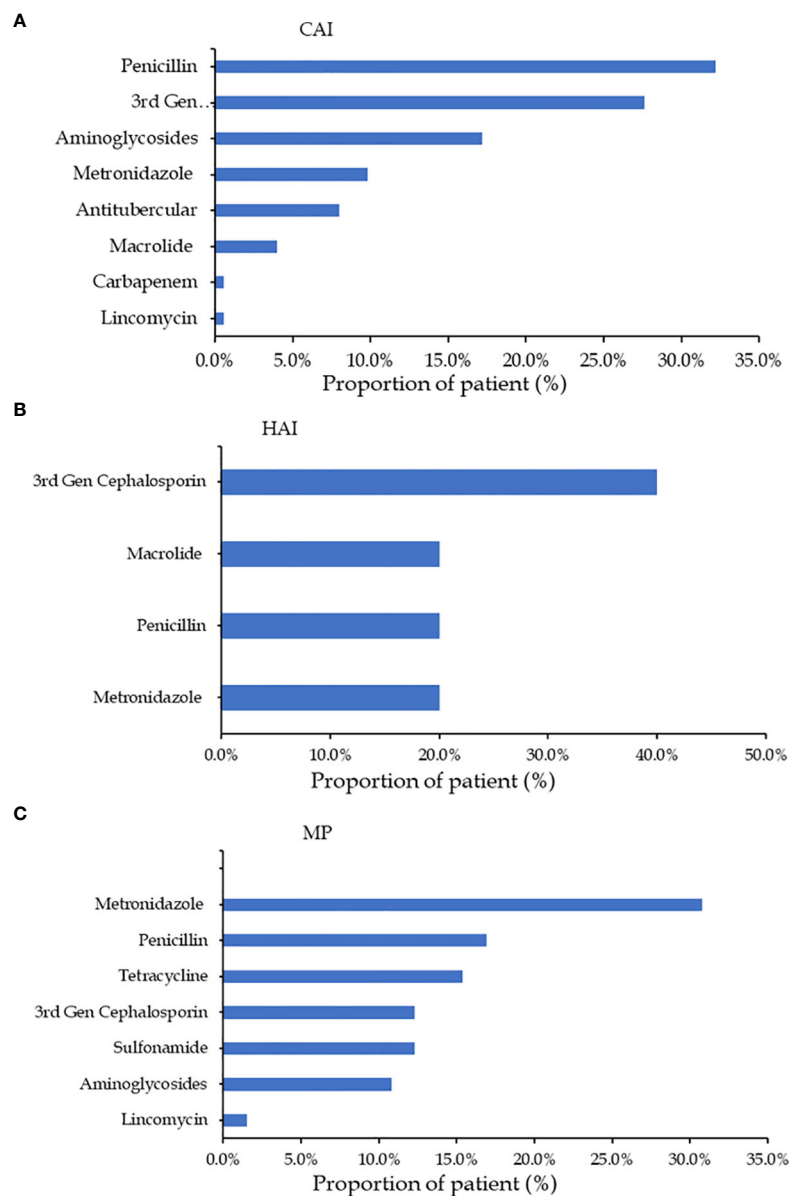 A
CAI
Penicillin
3rd Gen…
Aminoglycosides
Metronidazole
Antitubercular
Macrolide
Carbapenem
Lincomycin
0.0% 5.0% 10.0% 15.0% 20.0% 25.0% 30.0% 35.0%
Proportion of patient (%)
B
HAI
3rd Gen Cephalosporin
Macrolide
Penicillin
Metronidazole
0.0% 10.0% 20.0% 30.0% 40.0% 50.0%
Proportion of patient (%)
C
MP
Metronidazole
Penicillin
Tetracycline
3rd Gen Cephalosporin
Sulfonamide
Aminoglycosides
Lincomycin
0.0% 5.0% 10.0% 15.0% 20.0% 25.0% 30.0% 35.0%
Proportion of patient (%)